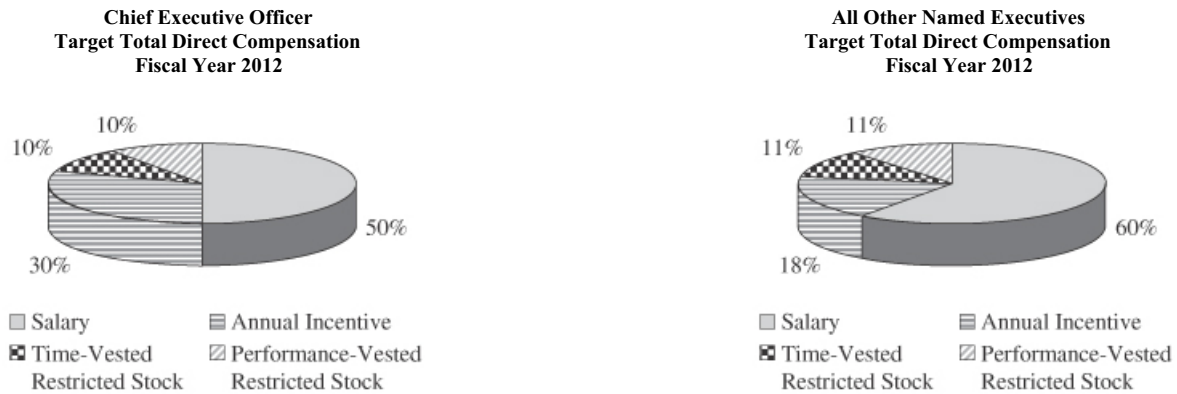 Chief Executive Officer
Target Total Direct Compensation
Fiscal Year 2012
10%
10%
50%
30%
Salary
Annual Incentive
Time-Vested
Restricted Stock
Performance-Vested
Restricted Stock
All Other Named Executives
Target Total Direct Compensation
Fiscal Year 2012
11%
11%
60%
18%
Salary
Annual Incentive
Time-Vested
Restricted Stock
Performance-Vested
Restricted Stock